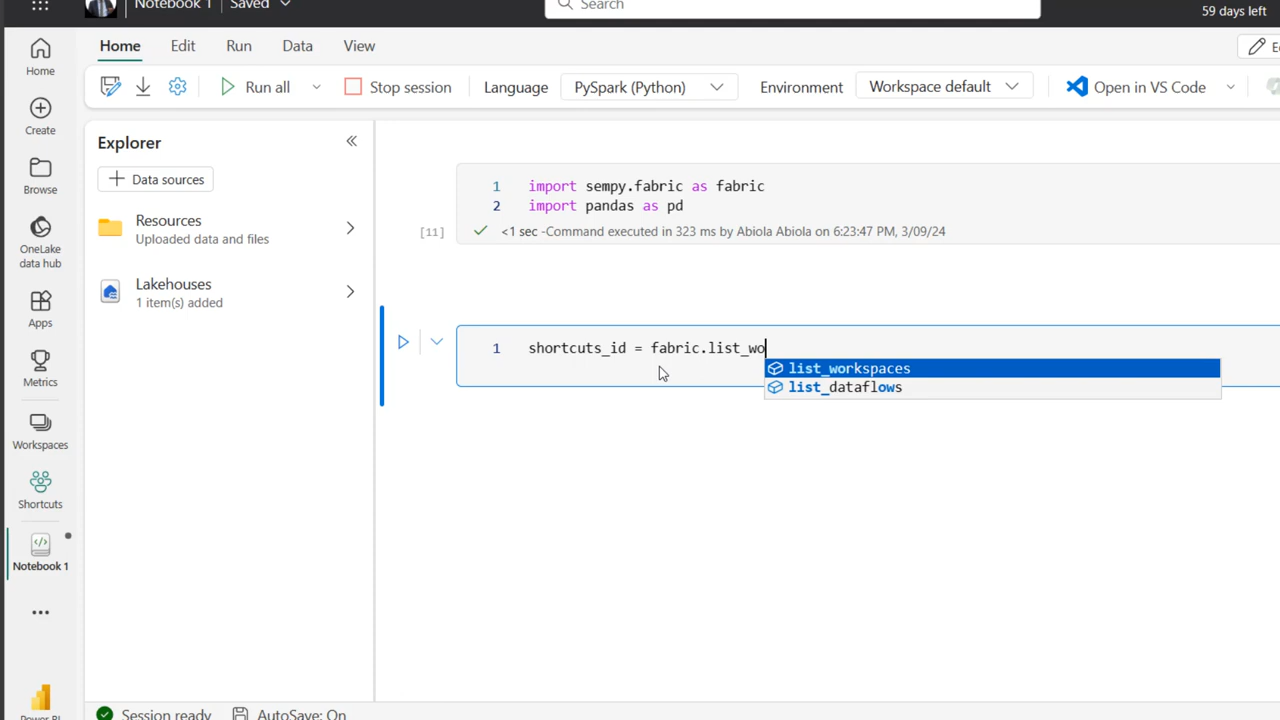 Notebook 1
Saved
Search
59 days left
Home
Edit
Run
Data
View
Run all
Stop session
Language
PySpark (Python)
Environment
Workspace default
Open in VS Code
Home
Create
Browse
OneLake
data hub
Apps
Metrics
Workspaces
Shortcuts
Notebook 1
Explorer
Data sources
Resources
Uploaded data and files
Lakehouses
1 item(s) added
1 import sempy.fabric as fabric
2 import pandas as pd
[11]
<1 sec -Command executed in 323 ms by Abiola Abiola on 6:23:47 PM, 3/09/24
1 shortcuts_id = fabric.list_wo
list_workspaces
list_dataflows
Session ready
AutoSave: On